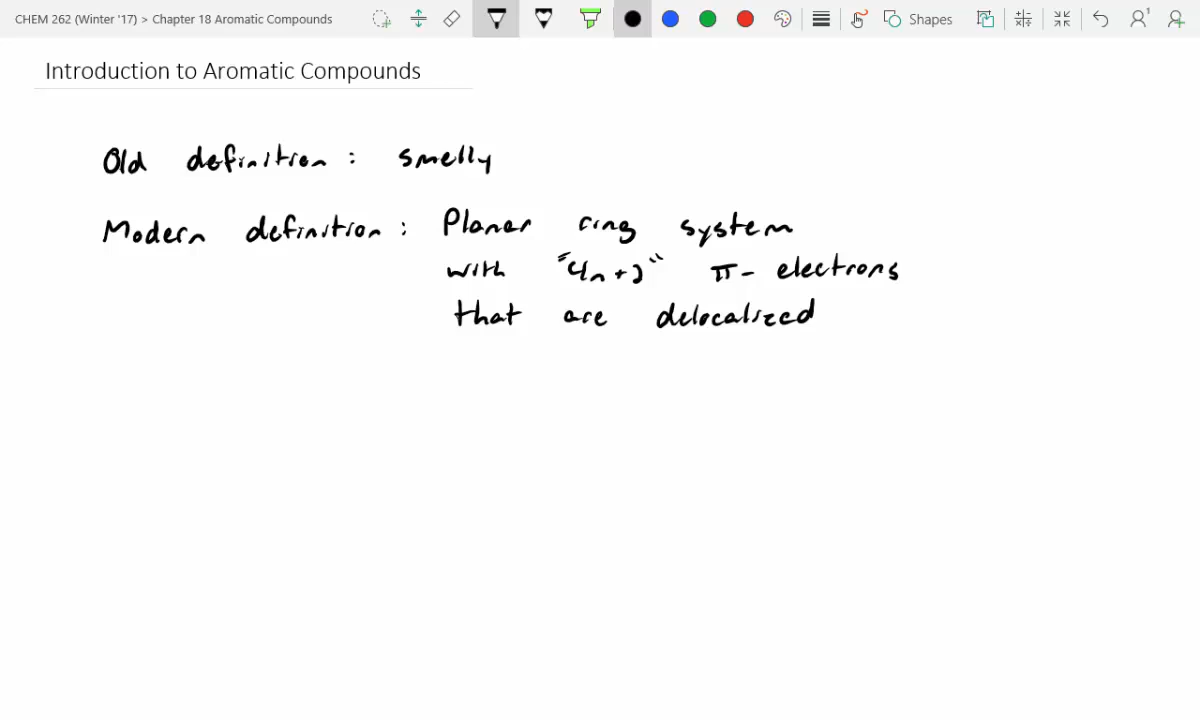 CHEM 262 (Winter '17) > Chapter 18 Aromatic Compounds
Shapes
1
Introduction to Aromatic Compounds
Old definition: smelly
Modern definition: Planar ring system
with "4n+2" π- electrons
that are delocalized